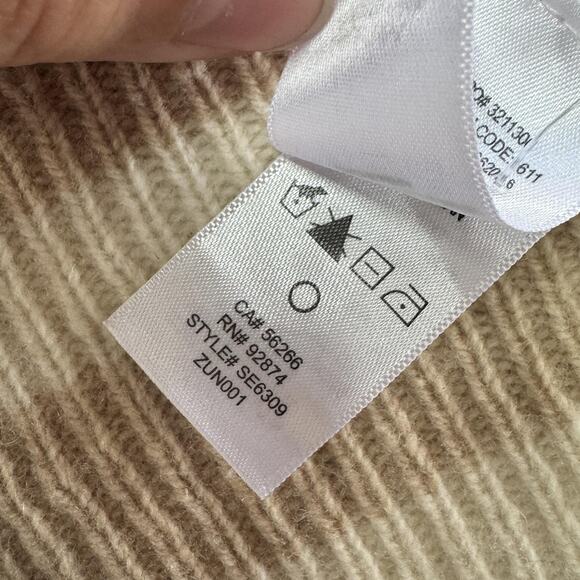 CODE: 611
CA# 56266
RN# 92874
STYLE# SE6309
ZUN001